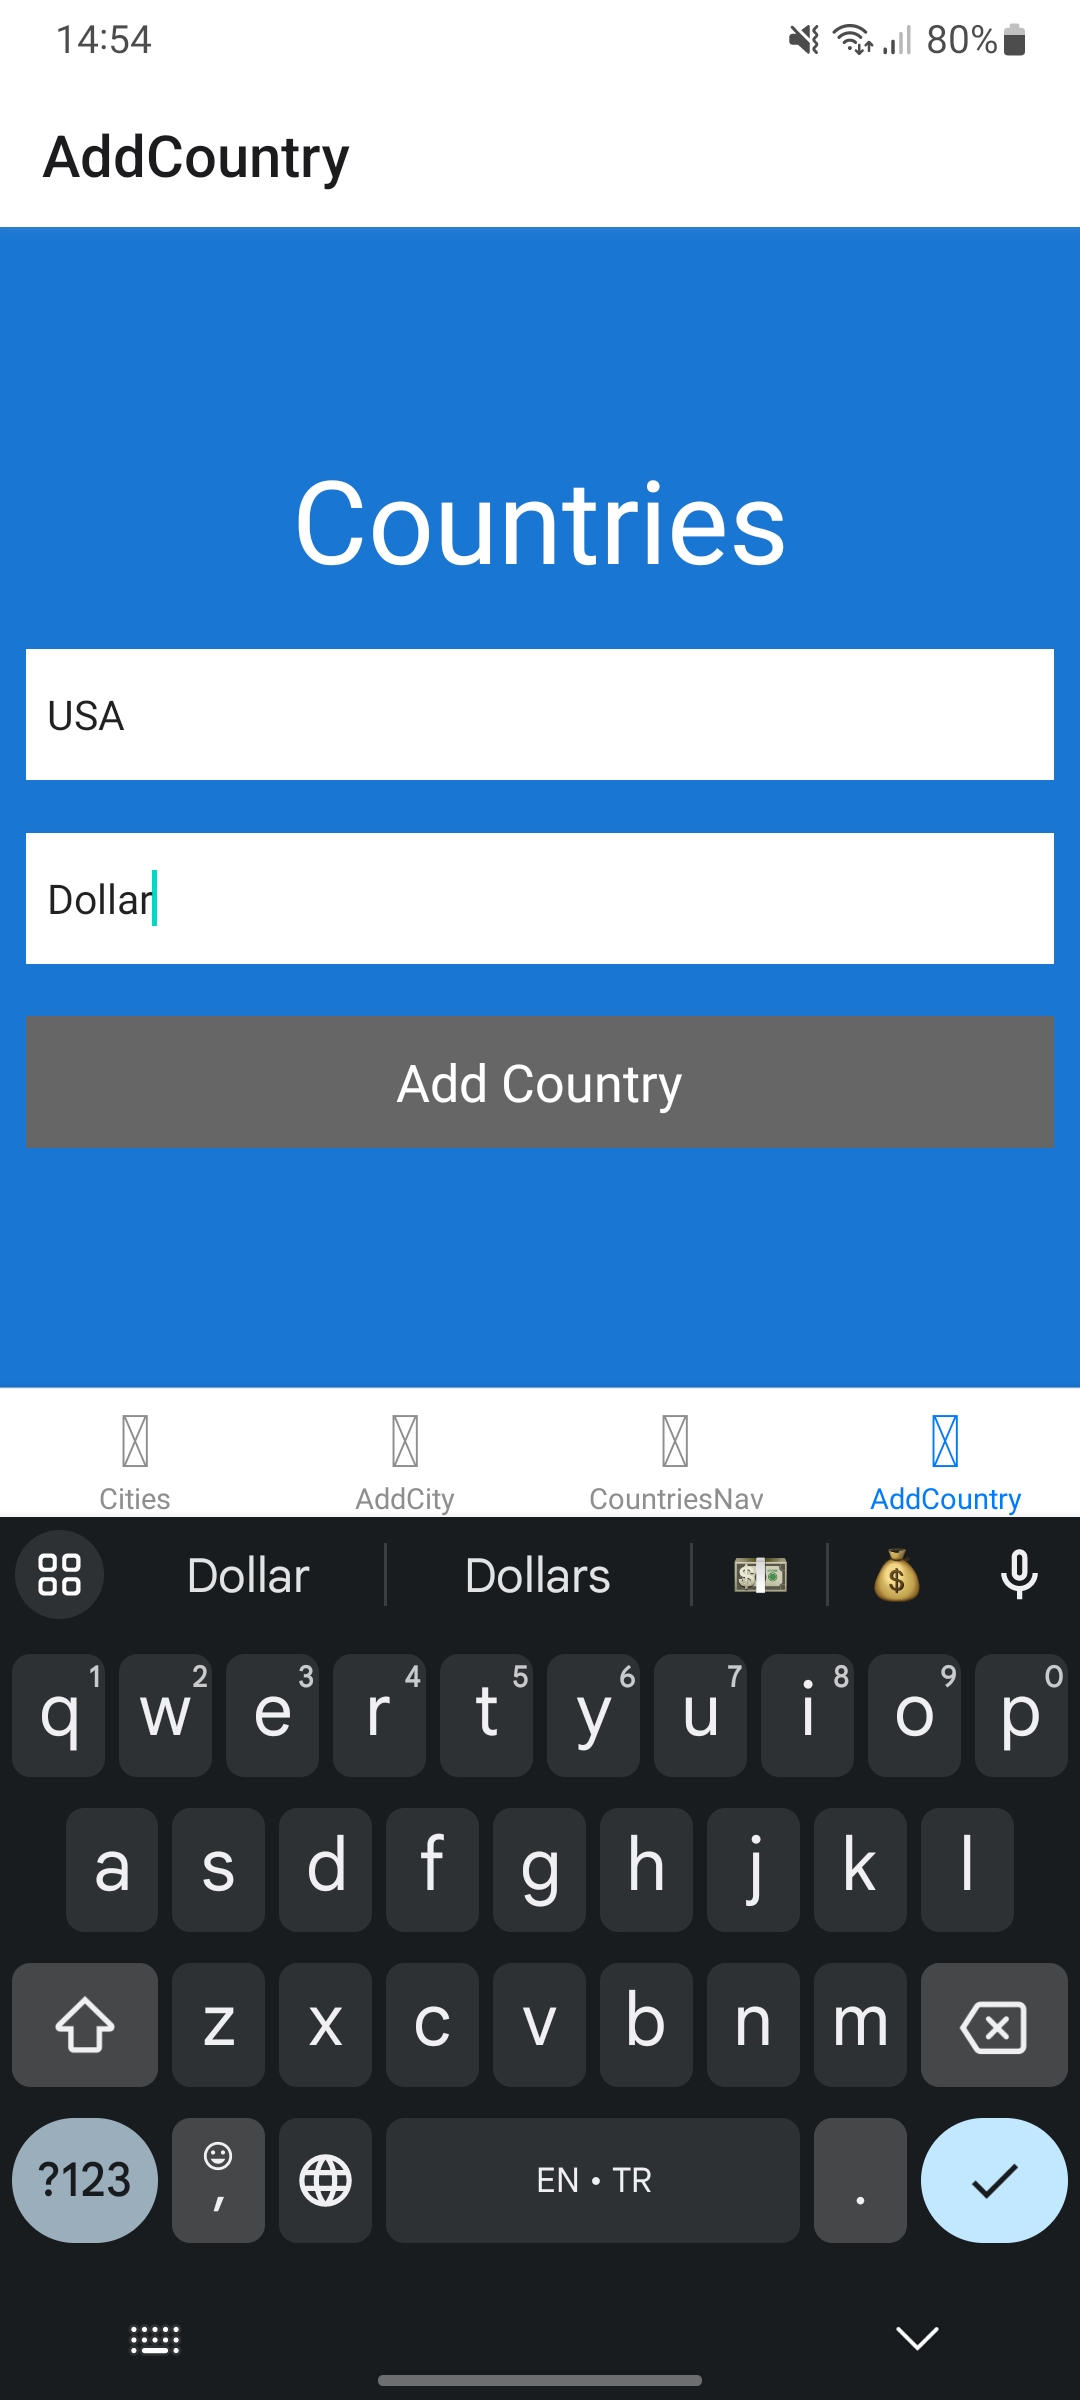 14:54 80%
AddCountry
Countries
USA
Dollar
Add Country
Cities AddCity CountriesNav AddCountry
Dollar Dollars
1 2 3 4 5 6 7 8 9 0
q w e r t y u i o p
a s d f g h j k l
z x c v b n m
?123 , EN • TR .